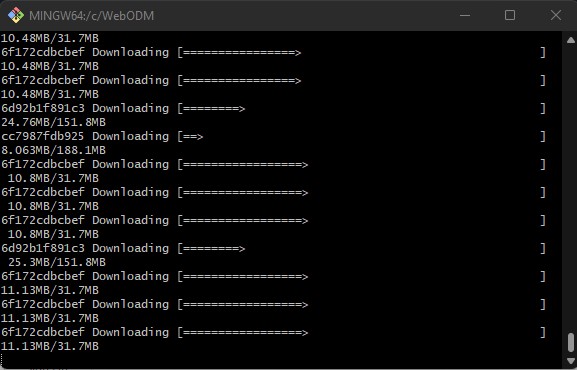 MINGW64:/c/WebODM
10.48MB/31.7MB
6f172cdbcbef Downloading [================>                                  ]
10.48MB/31.7MB
6f172cdbcbef Downloading [================>                                  ]
10.48MB/31.7MB
6d92b1f891c3 Downloading [========>                                          ]
24.76MB/151.8MB
cc7987fdb925 Downloading [==>                                                ]
8.063MB/188.1MB
6f172cdbcbef Downloading [=================>                                 ]
10.8MB/31.7MB
6f172cdbcbef Downloading [=================>                                 ]
10.8MB/31.7MB
6f172cdbcbef Downloading [=================>                                 ]
10.8MB/31.7MB
6d92b1f891c3 Downloading [========>                                          ]
25.3MB/151.8MB
6f172cdbcbef Downloading [=================>                                 ]
11.13MB/31.7MB
6f172cdbcbef Downloading [=================>                                 ]
11.13MB/31.7MB
6f172cdbcbef Downloading [=================>                                 ]
11.13MB/31.7MB